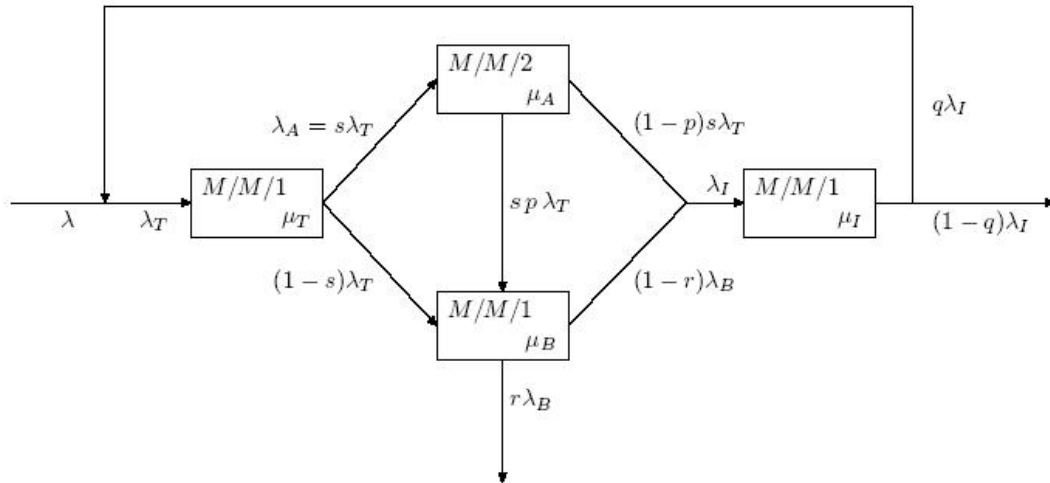 M/M/2
μ_A
λ_A = sλ_T
(1−p)sλ_T
qλ_I
M/M/1
μ_T
λ
λ_T
s p λ_T
λ_I
M/M/1
μ_I
(1−q)λ_I
(1−s)λ_T
(1−r)λ_B
M/M/1
μ_B
rλ_B